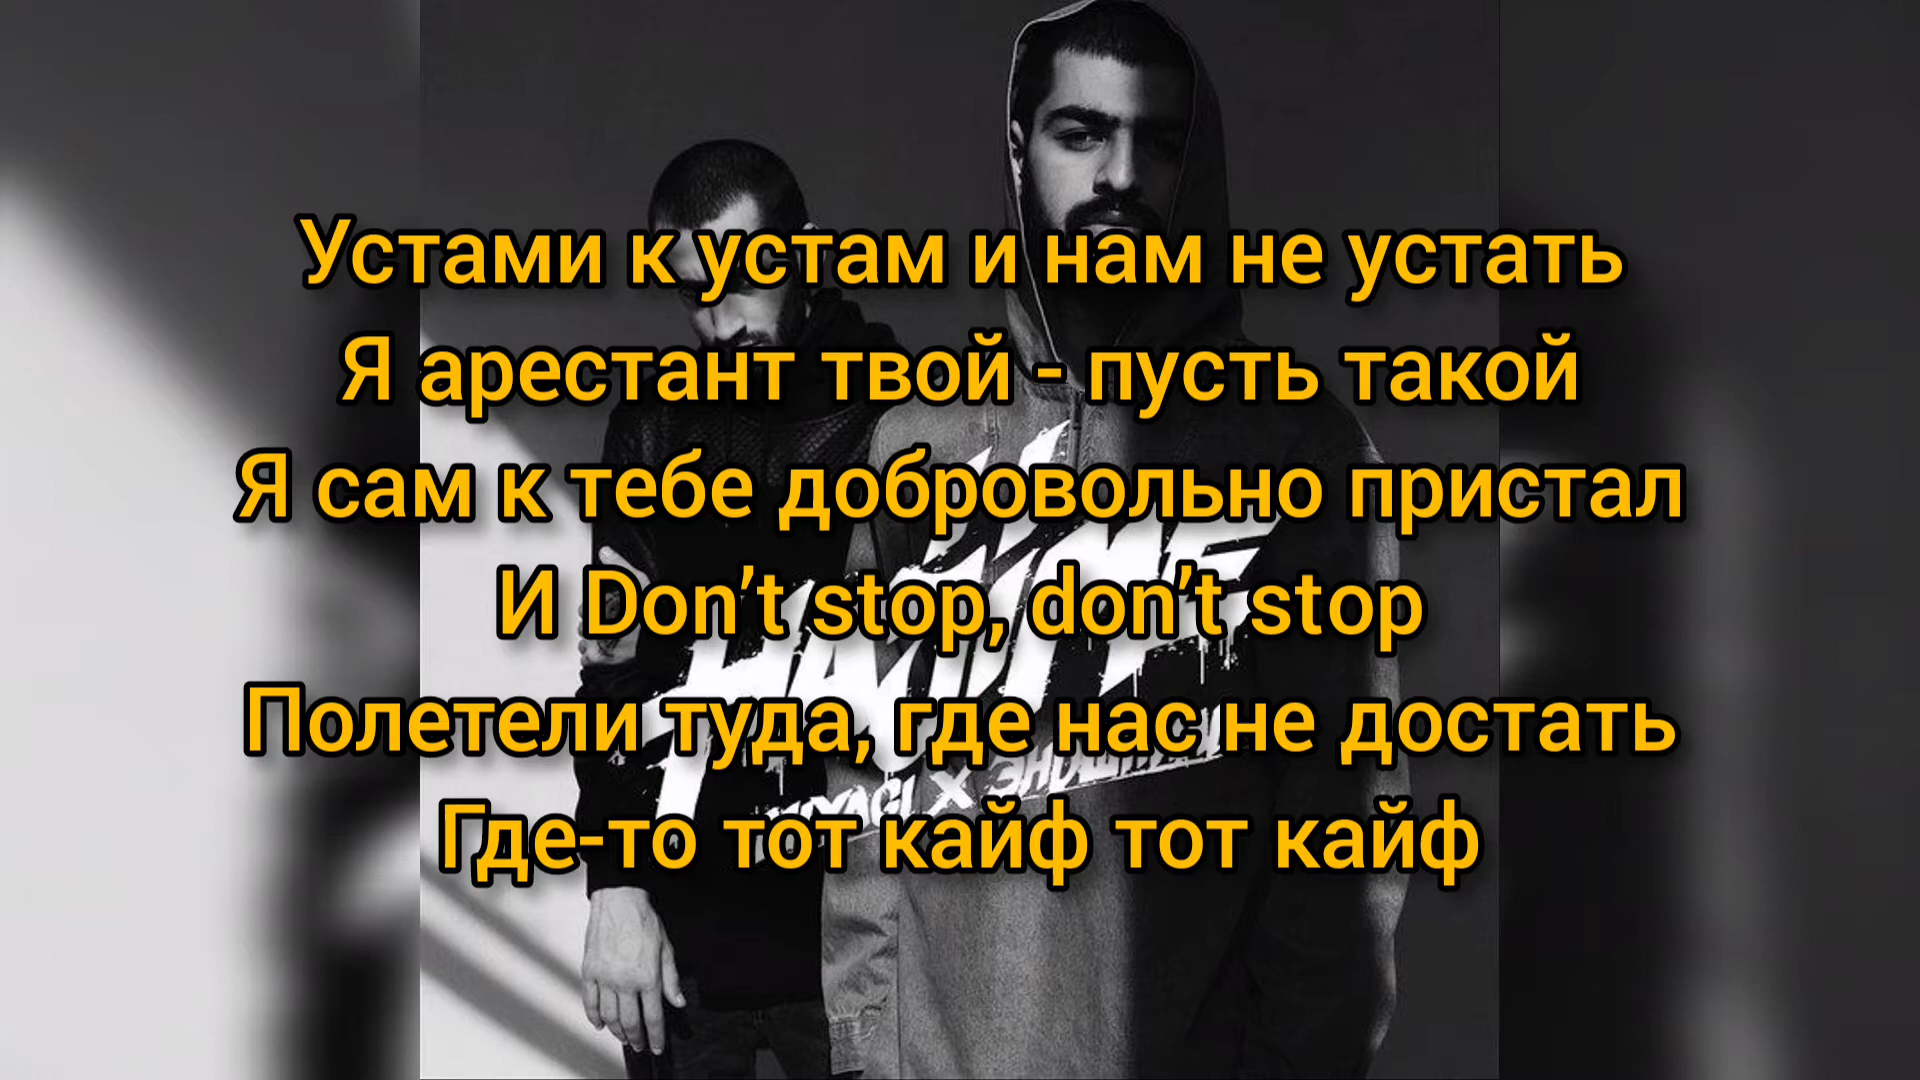 Устами к устам и нам не устать
Я арестант твой - пусть такой
Я сам к тебе добровольно пристал
И Don’t stop, don’t stop
Полетели туда, где нас не достать
Где-то тот кайф тот кайф